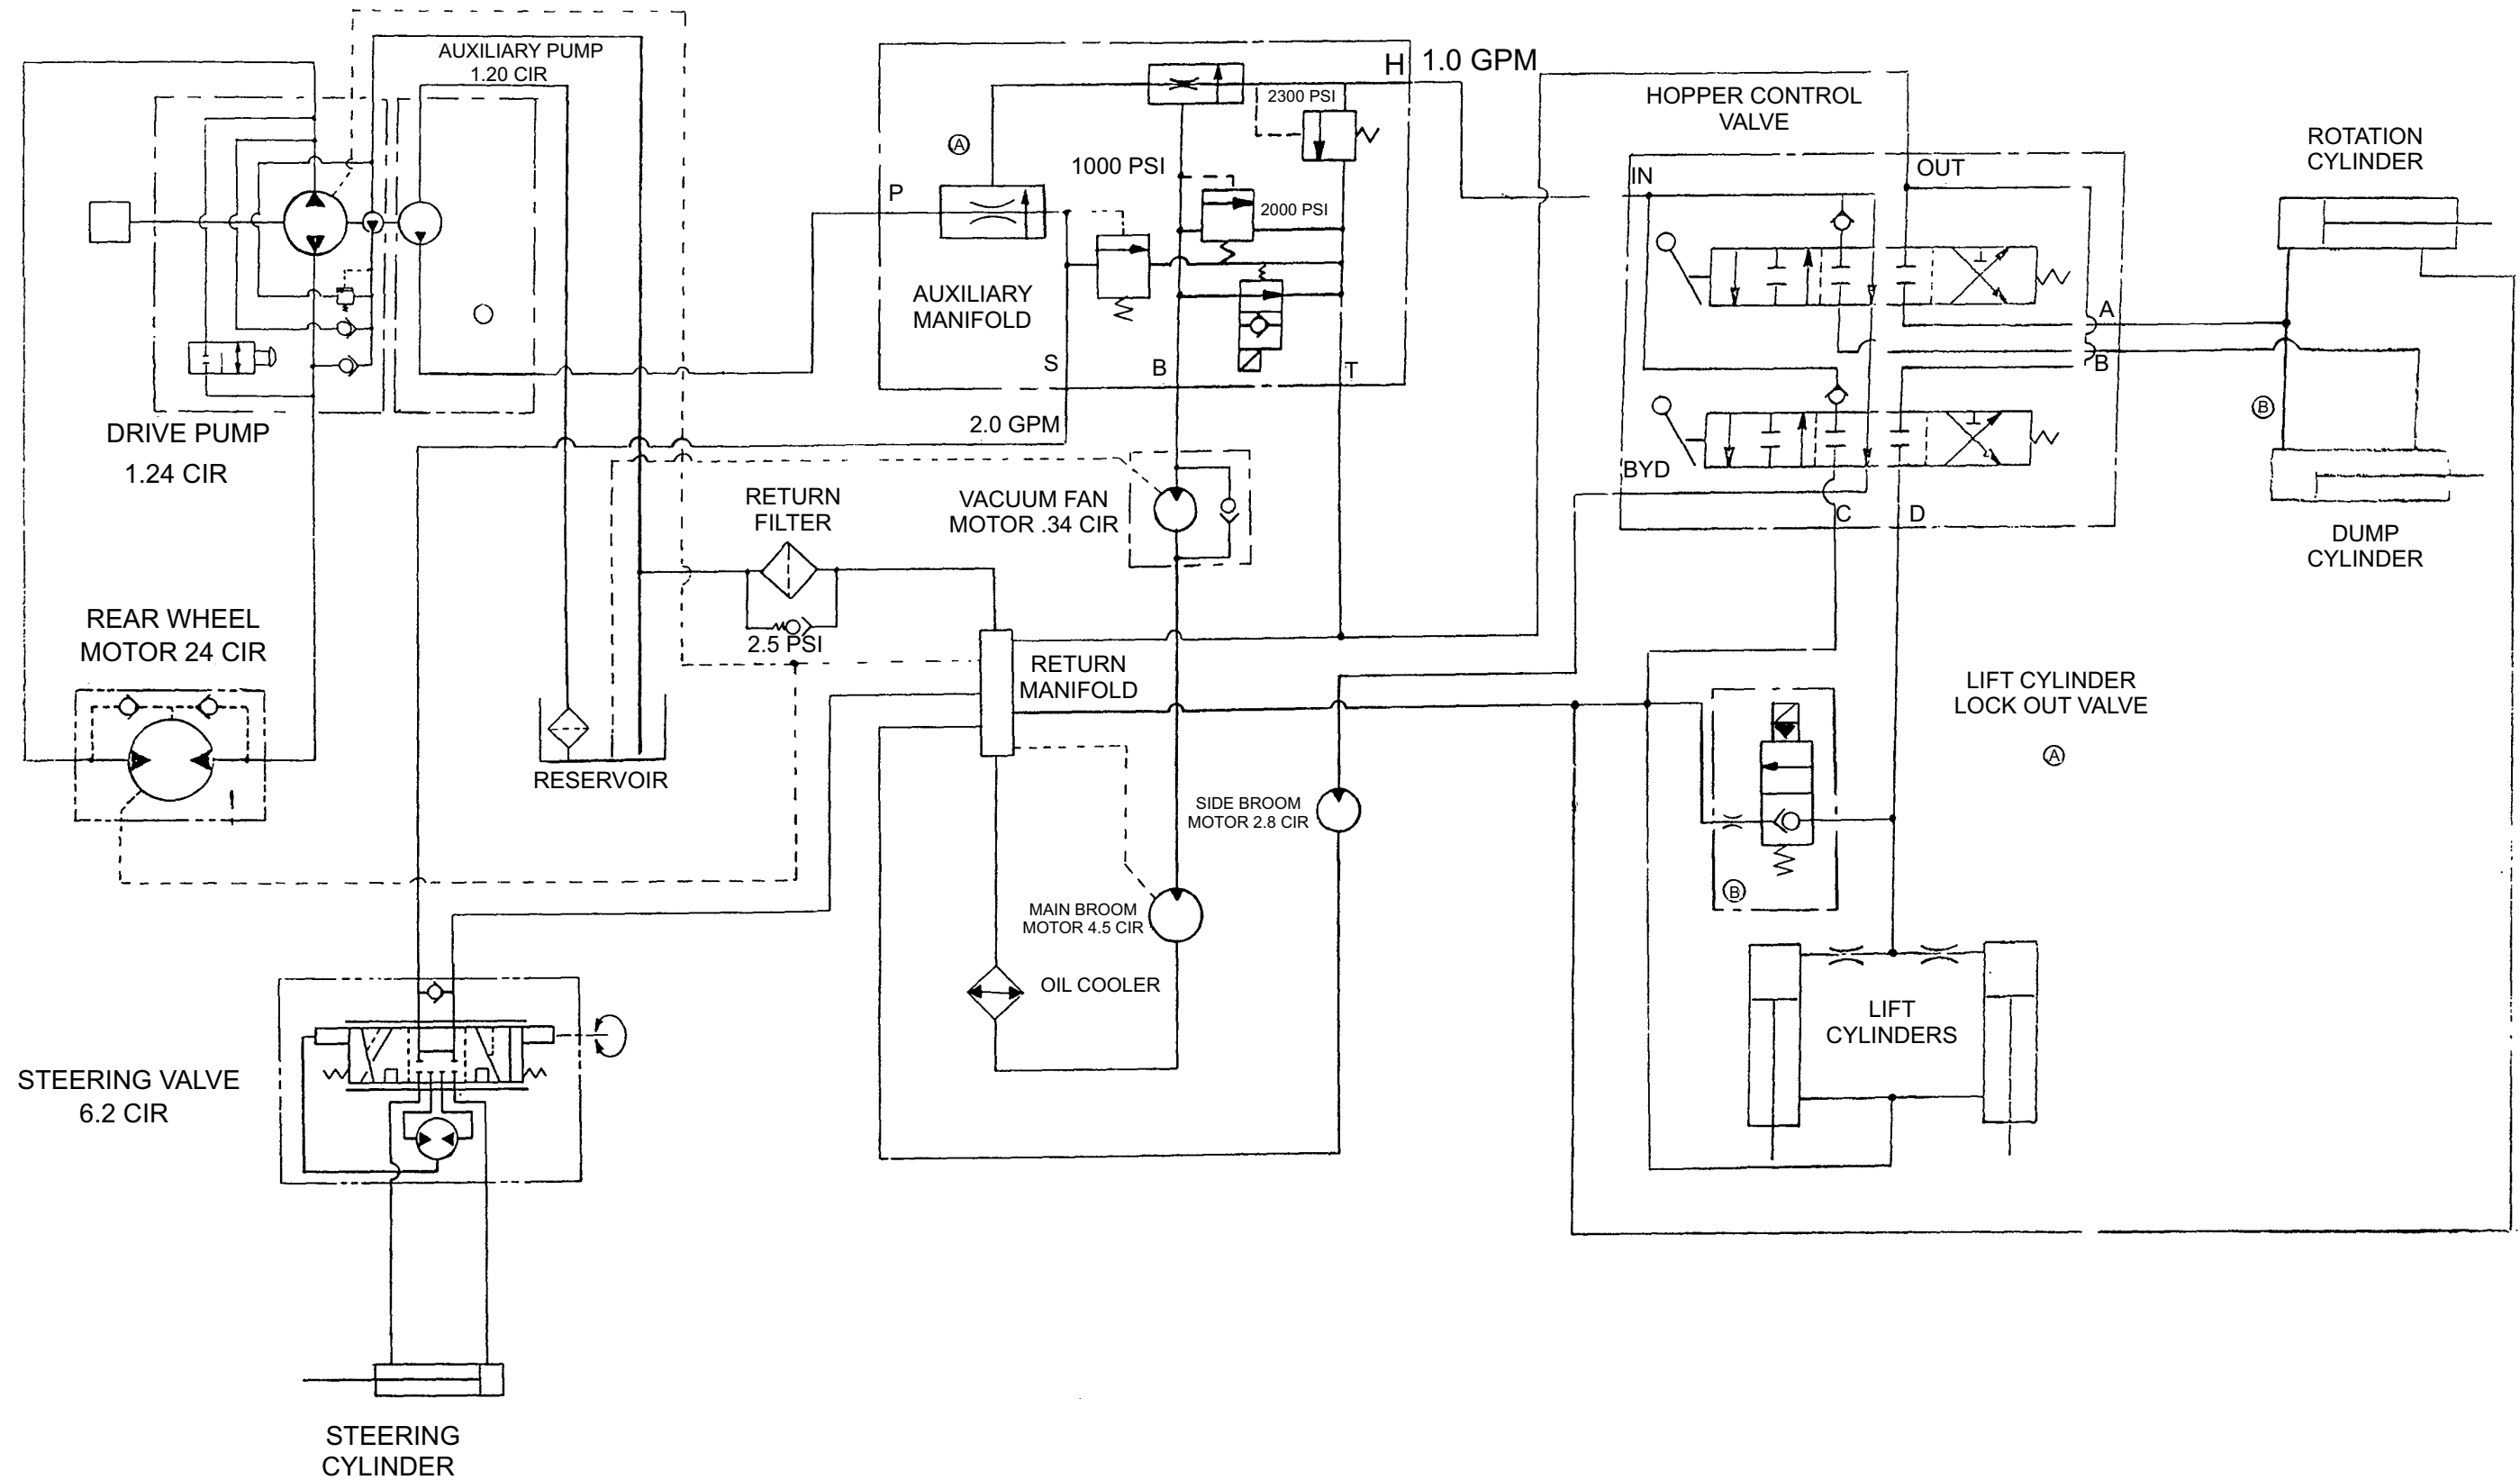 AUXILIARY PUMP
1.20 CIR
H
1.0 GPM
2300 PSI
HOPPER CONTROL
VALVE
ROTATION
CYLINDER
A
1000 PSI
P
IN
OUT
2000 PSI
AUXILIARY
MANIFOLD
A
S
B
T
B
B
2.0 GPM
DRIVE PUMP
1.24 CIR
BYD
RETURN
FILTER
VACUUM FAN
MOTOR .34 CIR
C
D
DUMP
CYLINDER
REAR WHEEL
MOTOR 24 CIR
2.5 PSI
RETURN
MANIFOLD
LIFT CYLINDER
LOCK OUT VALVE
A
RESERVOIR
SIDE BROOM
MOTOR 2.8 CIR
B
MAIN BROOM
MOTOR 4.5 CIR
OIL COOLER
LIFT
CYLINDERS
STEERING VALVE
6.2 CIR
STEERING
CYLINDER